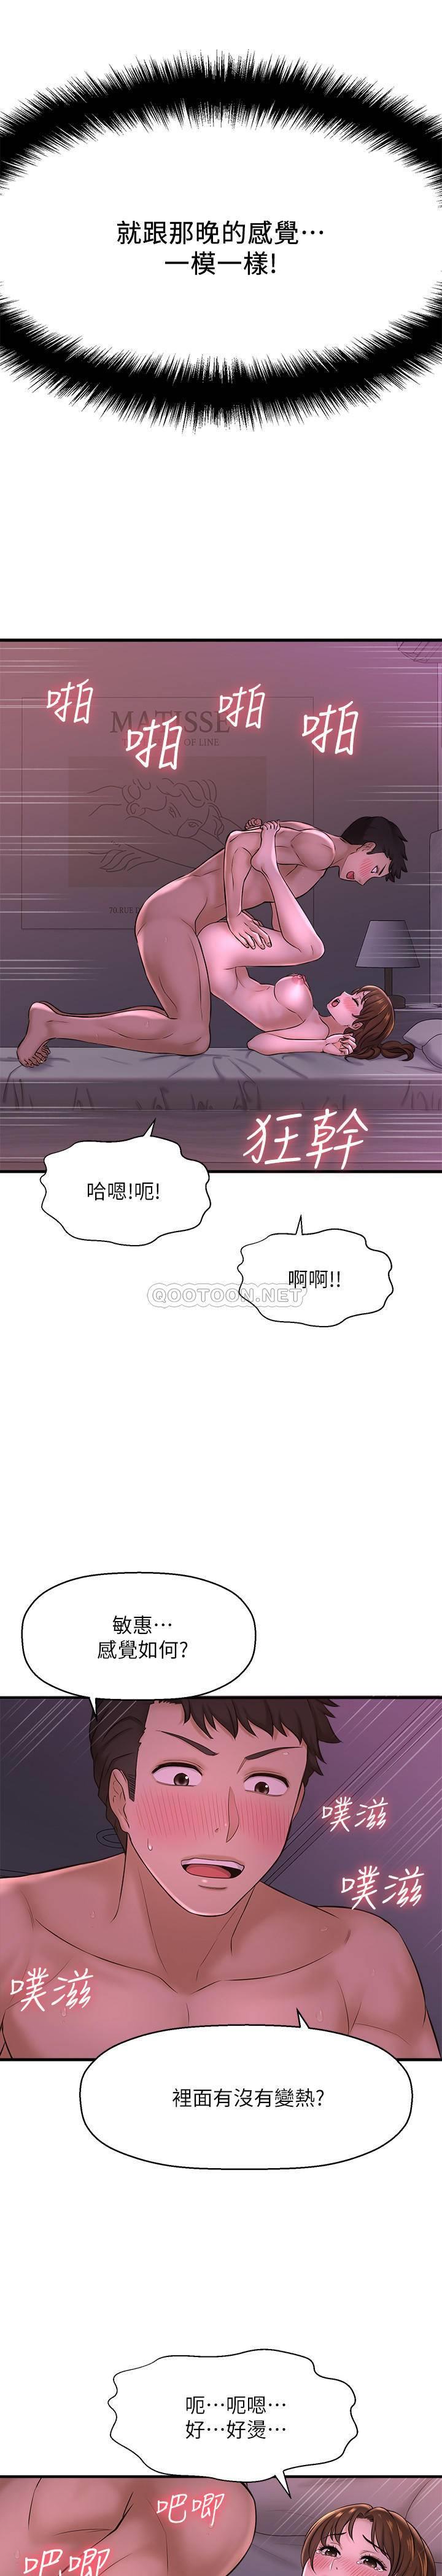 就跟那晚的感覺⋯
一模一樣!
啪
啪
啪
啪
MATISSE
OF LINE
狂幹
哈嗯!呃!
啊啊!!
QOOTOON.NET
敏惠⋯
感覺如何?
噗滋
噗滋
噗滋
裡面有沒有變熱?
呃⋯呃嗯⋯
好⋯好燙⋯
吧唧
吧唧